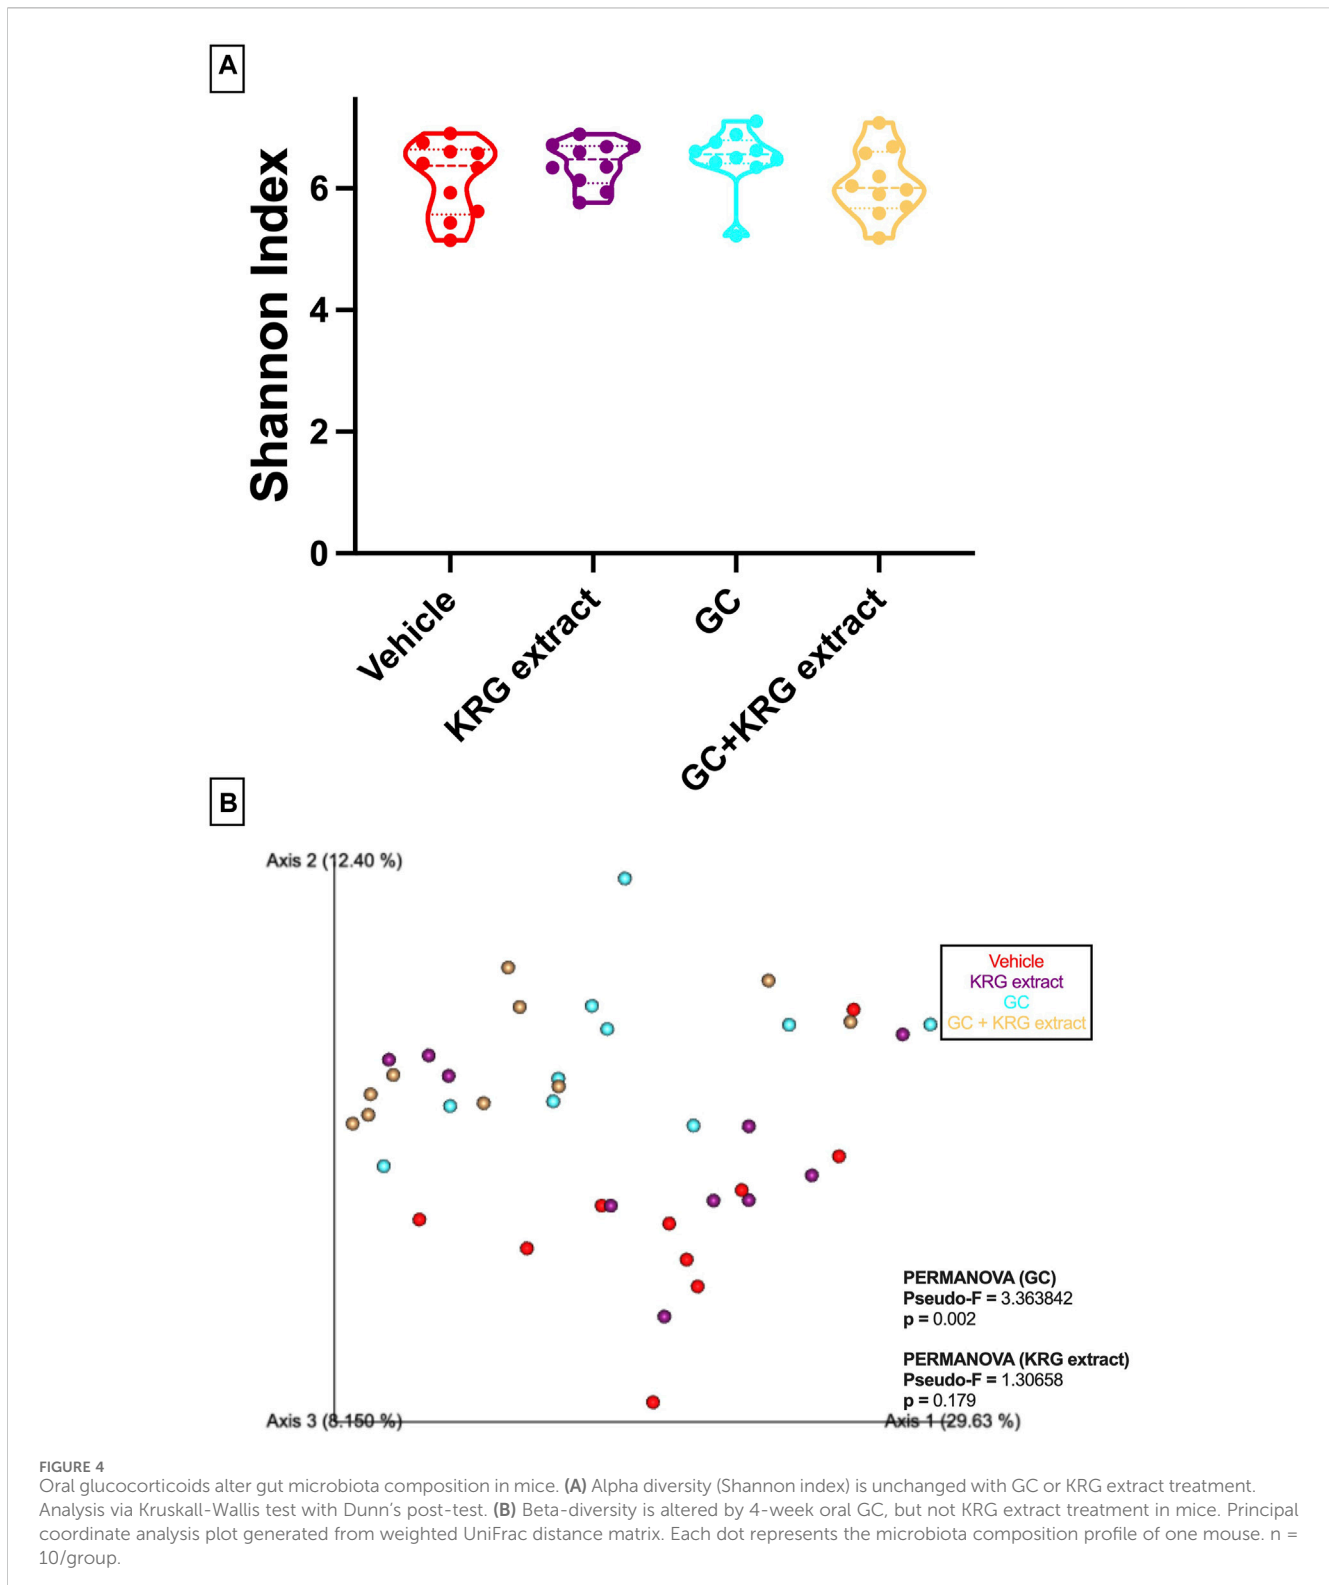 A
Shannon Index
6
4
2
0
Vehicle
KRG extract
GC
GC+KRG extract
B
Axis 2 (12.40 %)
Vehicle
KRG extract
GC
GC + KRG extract
PERMANOVA (GC)
Pseudo-F = 3.363842
p = 0.002
PERMANOVA (KRG extract)
Pseudo-F = 1.30658
p = 0.179
Axis 3 (8.150 %)
Axis 1 (29.63 %)
FIGURE 4
Oral glucocorticoids alter gut microbiota composition in mice. (A) Alpha diversity (Shannon index) is unchanged with GC or KRG extract treatment.
Analysis via Kruskall-Wallis test with Dunn's post-test. (B) Beta-diversity is altered by 4-week oral GC, but not KRG extract treatment in mice. Principal
coordinate analysis plot generated from weighted UniFrac distance matrix. Each dot represents the microbiota composition profile of one mouse. n =
10/group.